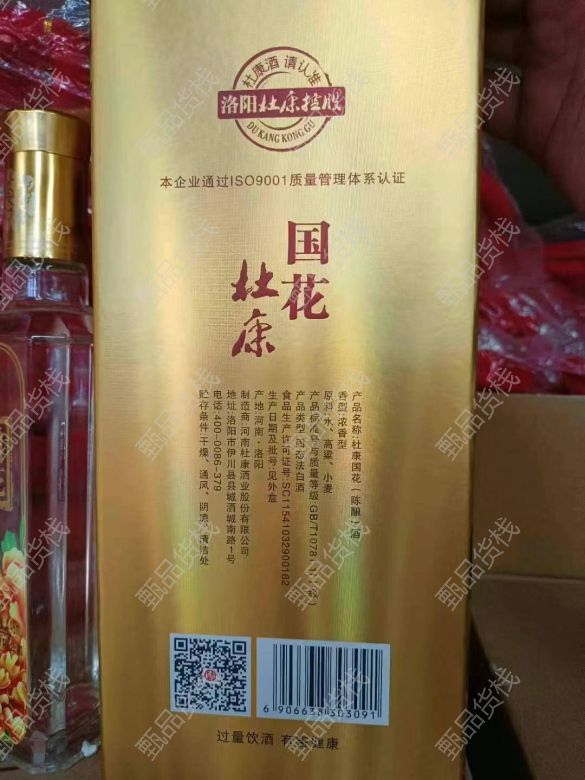 杜康酒 请认准
洛阳杜康控股
DU KANG KONG GU
本企业通过ISO9001质量管理体系认证
国花
杜康
产品名称:杜康国花(陈酿)酒
香型:浓香型
原料:水、高粱、小麦
产品标准号与质量等级:GB/T1078
产品类型:固态法白酒
食品生产许可证号:SC11541032900162
生产日期及批号:见外盒
产地:河南·洛阳
制造商:河南杜康酒业股份有限公司
地址:洛阳市伊川县县城酒城南路1号
电话:400-0086-379
贮存条件:干燥、通风、阴凉、清洁处
6906638303091
过量饮酒 有害健康
甄品货栈